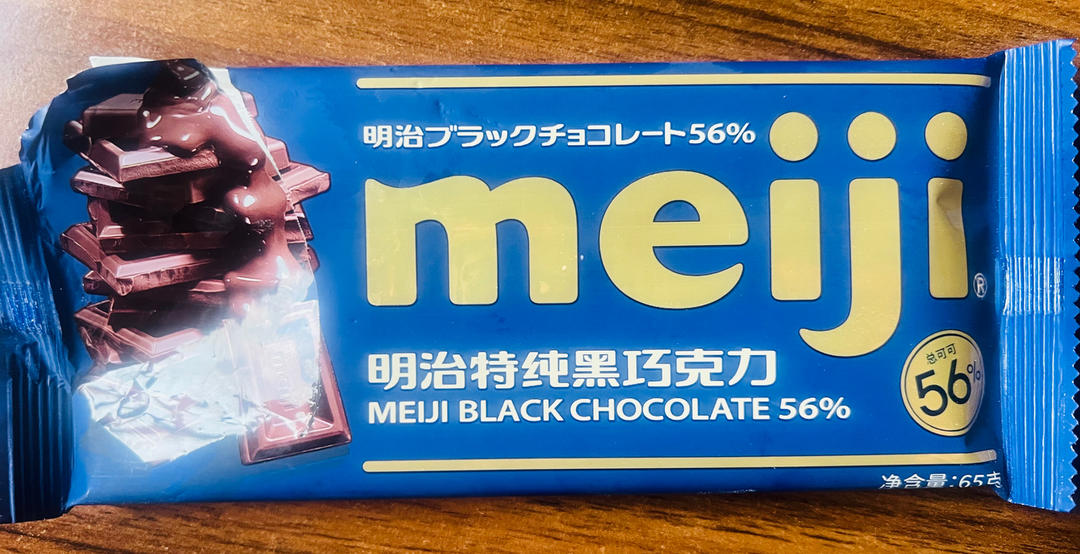 明治ブラックチョコレート56%
meiji®
明治特纯黑巧克力
MEIJI BLACK CHOCOLATE 56%
总可可
56%
净含量:65克